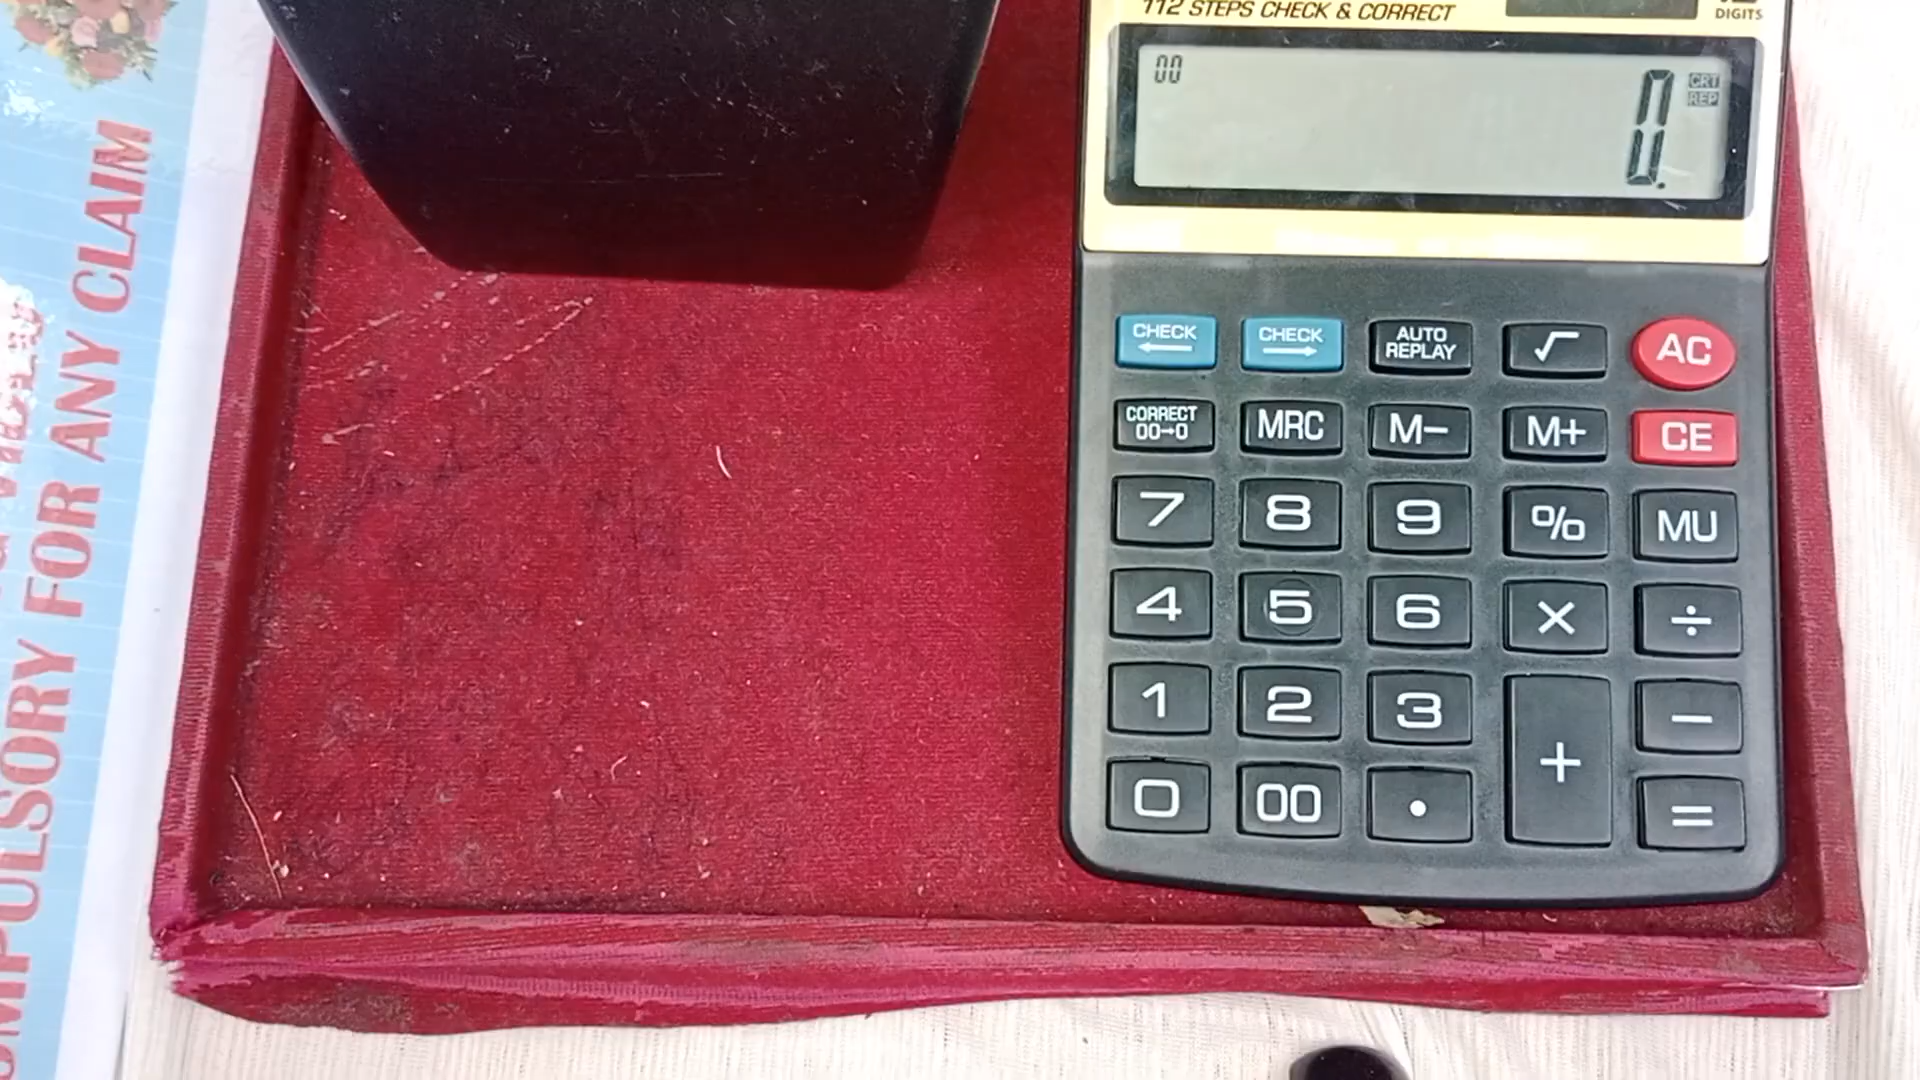 COMPULSORY FOR ANY CLAIM
112 STEPS CHECK & CORRECT
DIGITS
00
0.
CRT
REP
CHECK
CHECK
AUTO REPLAY
√
AC
CORRECT 00→0
MRC
M−
M+
CE
7
8
9
%
MU
4
5
6
×
÷
1
2
3
+
−
0
00
.
=